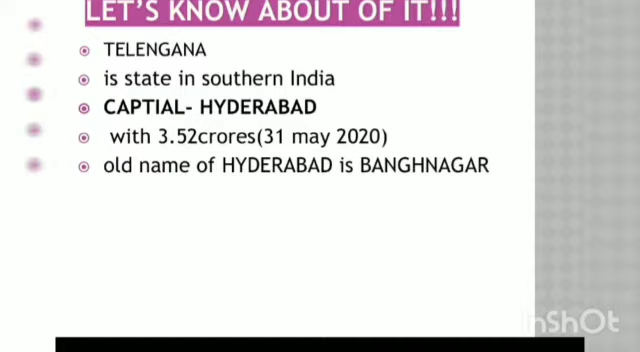 LET'S KNOW ABOUT OF IT!!!
TELENGANA
is state in southern India
CAPTIAL- HYDERABAD
with 3.52crores(31 may 2020)
old name of HYDERABAD is BANGHNAGAR
InShOt